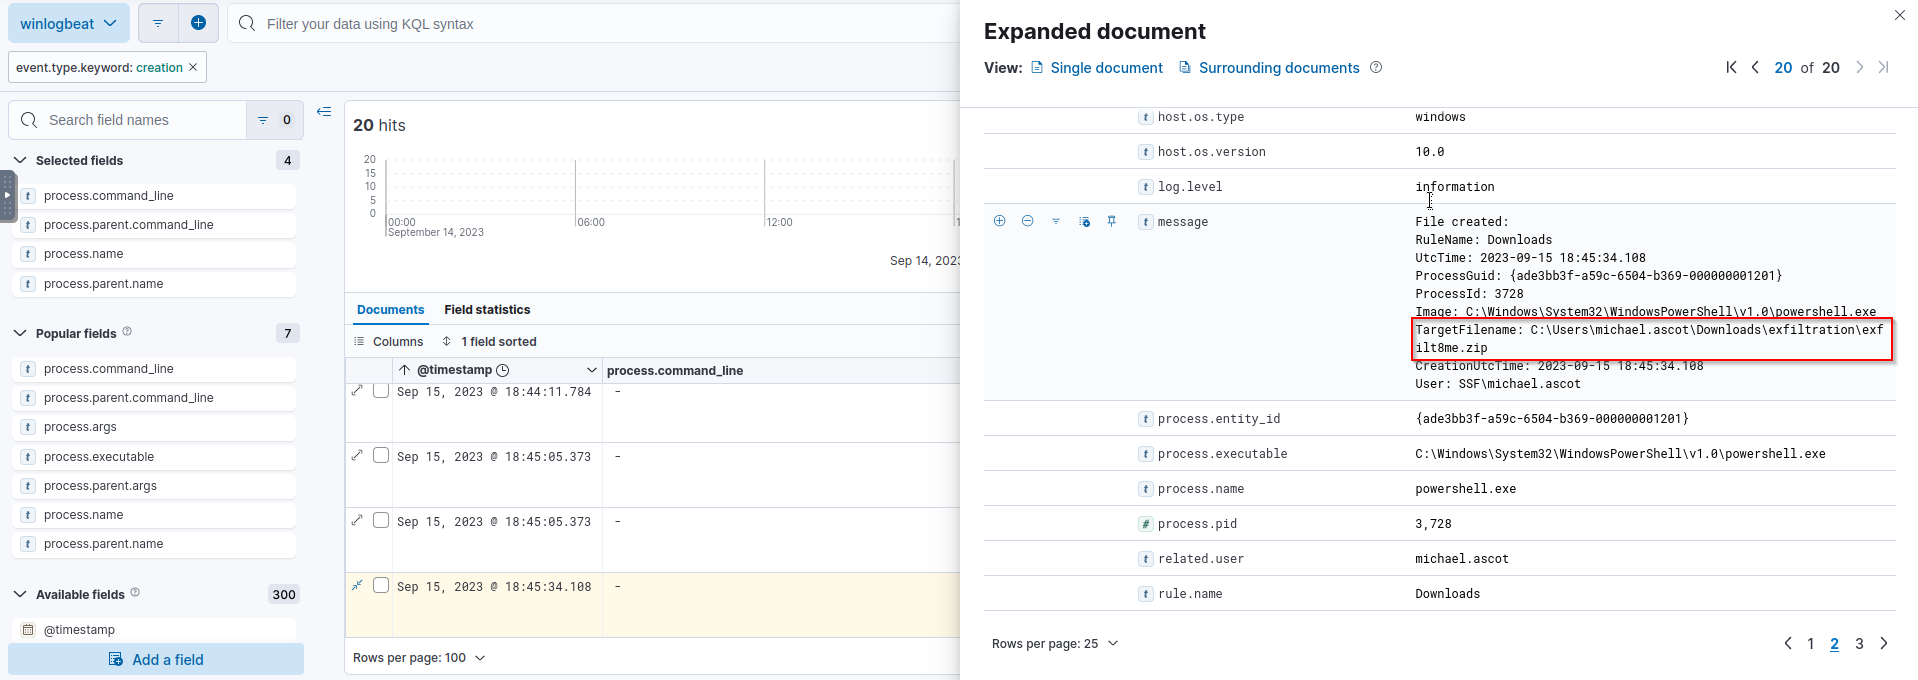 winlogbeat
Filter your data using KQL syntax
event.type.keyword: creation
Search field names
0
Selected fields 4
t process.command_line
t process.parent.command_line
t process.name
t process.parent.name
Popular fields 7
t process.command_line
t process.parent.command_line
t process.args
t process.executable
t process.parent.args
t process.name
t process.parent.name
Available fields 300
@timestamp
Add a field
20 hits
20
15
10
5
0
00:00
September 14, 2023
06:00
12:00
1
Sep 14, 2023
Documents Field statistics
Columns 1 field sorted
@timestamp process.command_line
Sep 15, 2023 @ 18:44:11.784 -
Sep 15, 2023 @ 18:45:05.373 -
Sep 15, 2023 @ 18:45:05.373 -
Sep 15, 2023 @ 18:45:34.108 -
Rows per page: 100
Expanded document
View: Single document Surrounding documents
20 of 20
t host.os.type windows
t host.os.version 10.0
t log.level information
t message File created:
RuleName: Downloads
UtcTime: 2023-09-15 18:45:34.108
ProcessGuid: {ade3bb3f-a59c-6504-b369-000000001201}
ProcessId: 3728
Image: C:\Windows\System32\WindowsPowerShell\v1.0\powershell.exe
TargetFilename: C:\Users\michael.ascot\Downloads\exfiltration\exf
ilt8me.zip
CreationUtcTime: 2023-09-15 18:45:34.108
User: SSF\michael.ascot
t process.entity_id {ade3bb3f-a59c-6504-b369-000000001201}
t process.executable C:\Windows\System32\WindowsPowerShell\v1.0\powershell.exe
t process.name powershell.exe
# process.pid 3,728
t related.user michael.ascot
t rule.name Downloads
Rows per page: 25
1 2 3